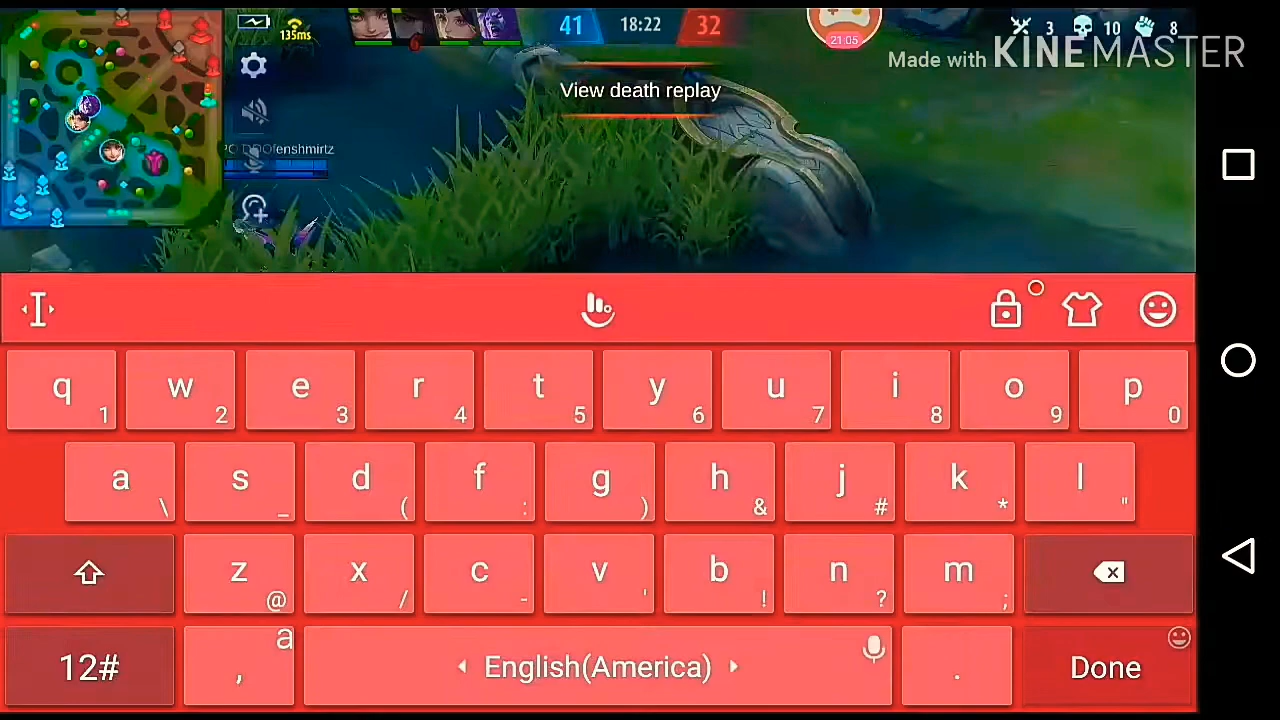 135ms
41 18:22 32
21:05
3 10 8
Made with KINEMASTER
View death replay
ofenshmirtz
q 1 w 2 e 3 r 4 t 5 y 6 u 7 i 8 o 9 p 0
a \ s _ d ( f : g ) h & j # k * l "
z @ x / c - v ' b ! n ? m ;
12# , a English(America) . Done